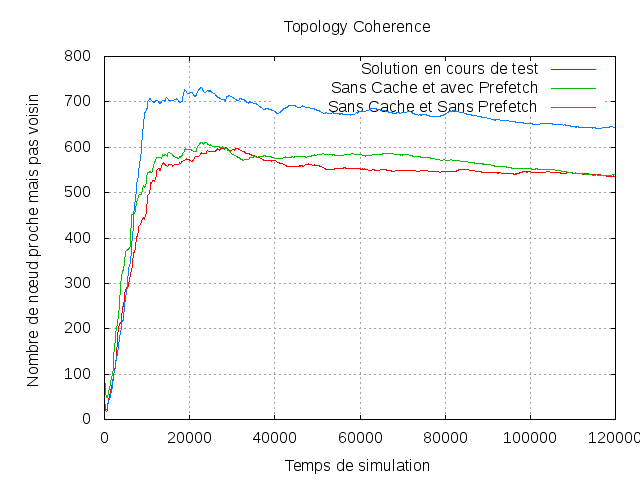 Topology Coherence
800
700
600
500
400
300
200
100
0
Nombre de nœud proche mais pas voisin
Solution en cours de test
Sans Cache et avec Prefetch
Sans Cache et Sans Prefetch
0 20000 40000 60000 80000 100000 120000
Temps de simulation